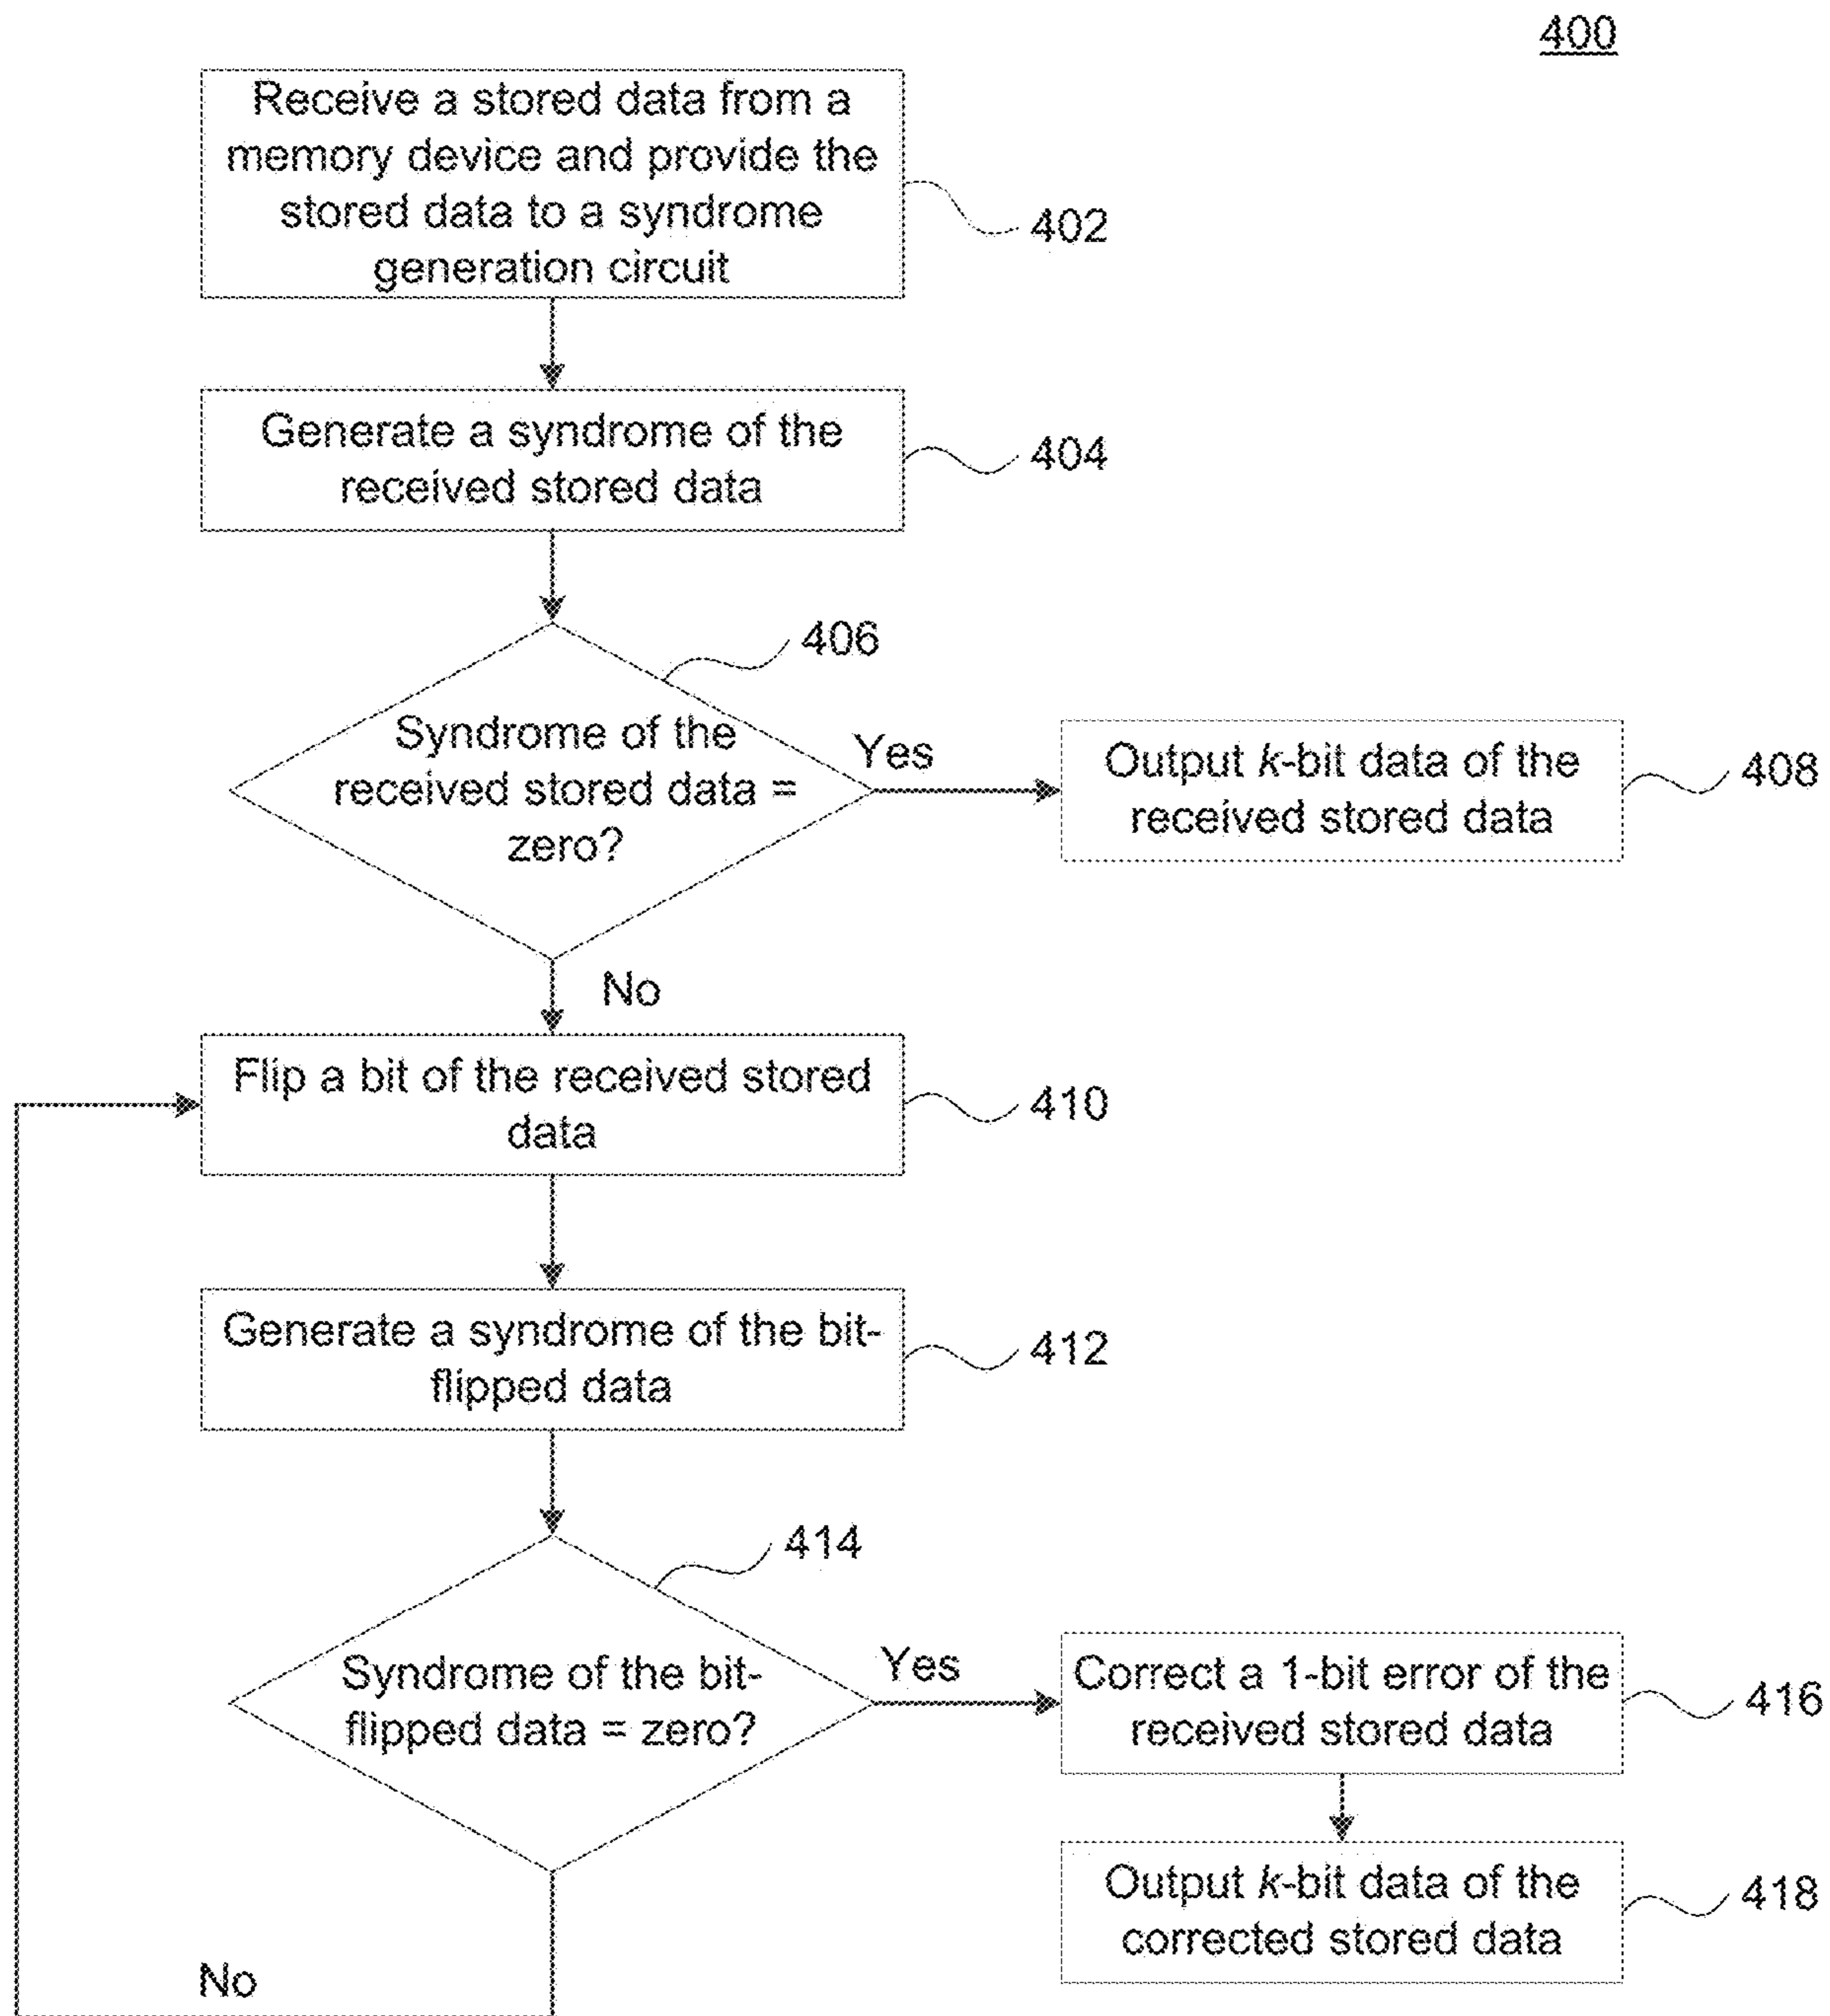 400
Receive a stored data from a
memory device and provide the
stored data to a syndrome
generation circuit
402
Generate a syndrome of the
received stored data
404
406
Syndrome of the
received stored data =
zero?
Yes
Output k-bit data of the
received stored data
408
No
Flip a bit of the received stored
data
410
Generate a syndrome of the bit-
flipped data
412
414
Syndrome of the bit-
flipped data = zero?
Yes
Correct a 1-bit error of the
received stored data
416
Output k-bit data of the
corrected stored data
418
No